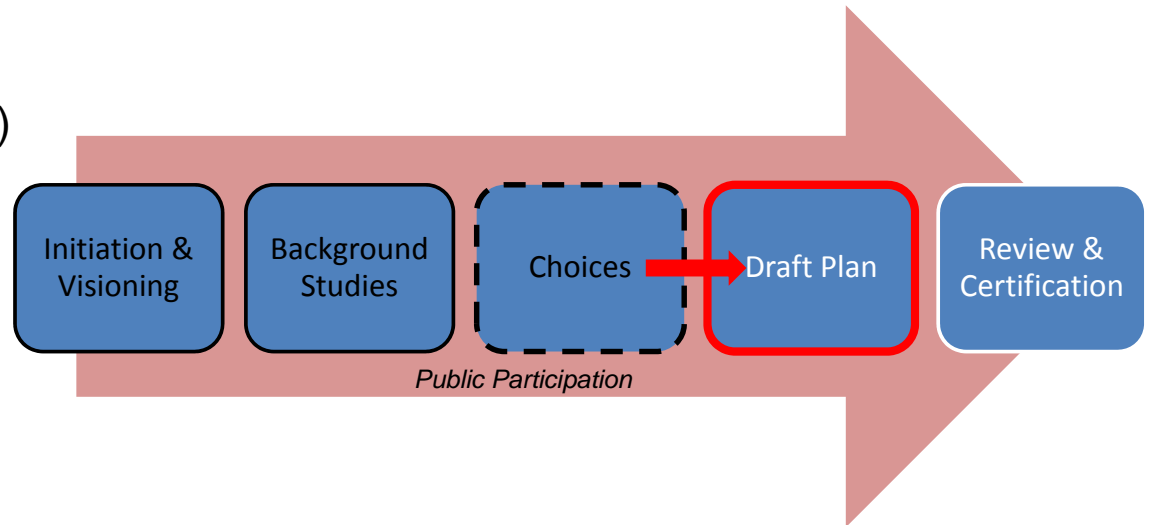 )
Initiation &
Visioning
Background
Studies
Choices
Draft Plan
Review &
Certification
Public Participation